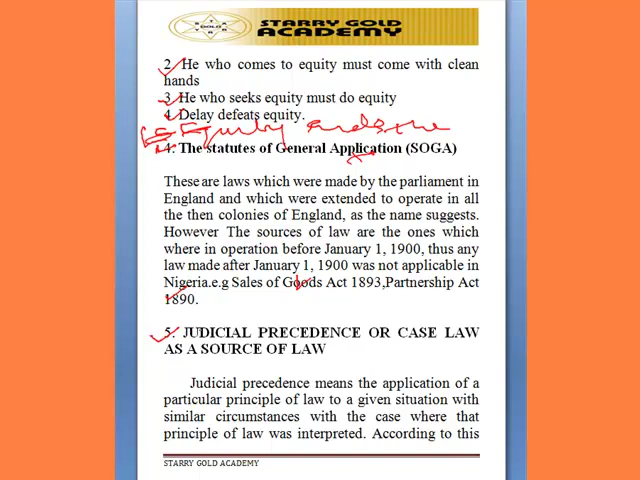 STARRY GOLD
ACADEMY
2. He who comes to equity must come with clean
hands
3. He who seeks equity must do equity
4. Delay defeats equity.
Equity
4. The statutes of General Application (SOGA)
These are laws which were made by the parliament in
England and which were extended to operate in all
the then colonies of England, as the name suggests.
However The sources of law are the ones which
where in operation before January 1, 1900, thus any
law made after January 1, 1900 was not applicable in
Nigeria.e.g Sales of Goods Act 1893,Partnership Act
1890.
5. JUDICIAL PRECEDENCE OR CASE LAW
AS A SOURCE OF LAW
Judicial precedence means the application of a
particular principle of law to a given situation with
similar circumstances with the case where that
principle of law was interpreted. According to this
STARRY GOLD ACADEMY